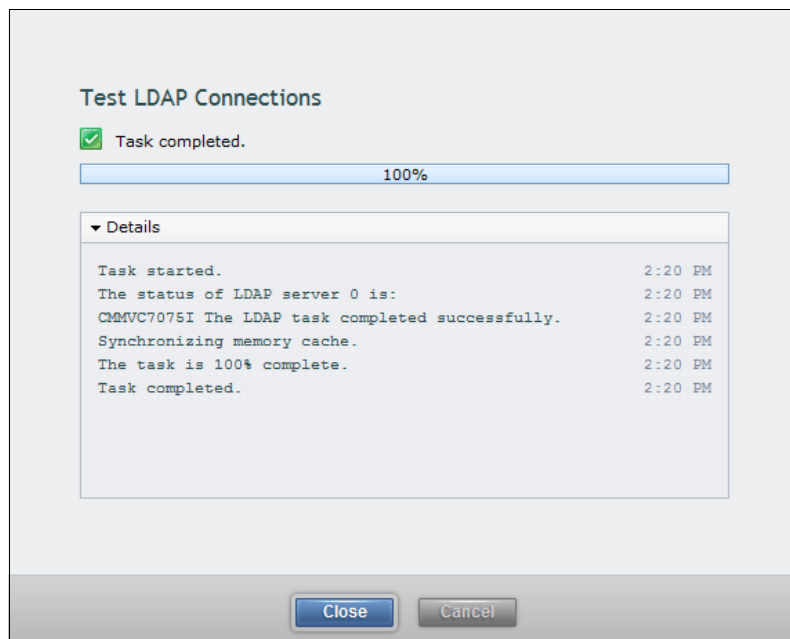 Test LDAP Connections
Task completed.
100%
Details
Task started. 2:20 PM
The status of LDAP server 0 is: 2:20 PM
CMMVC7075I The LDAP task completed successfully. 2:20 PM
Synchronizing memory cache. 2:20 PM
The task is 100% complete. 2:20 PM
Task completed. 2:20 PM
Close Cancel